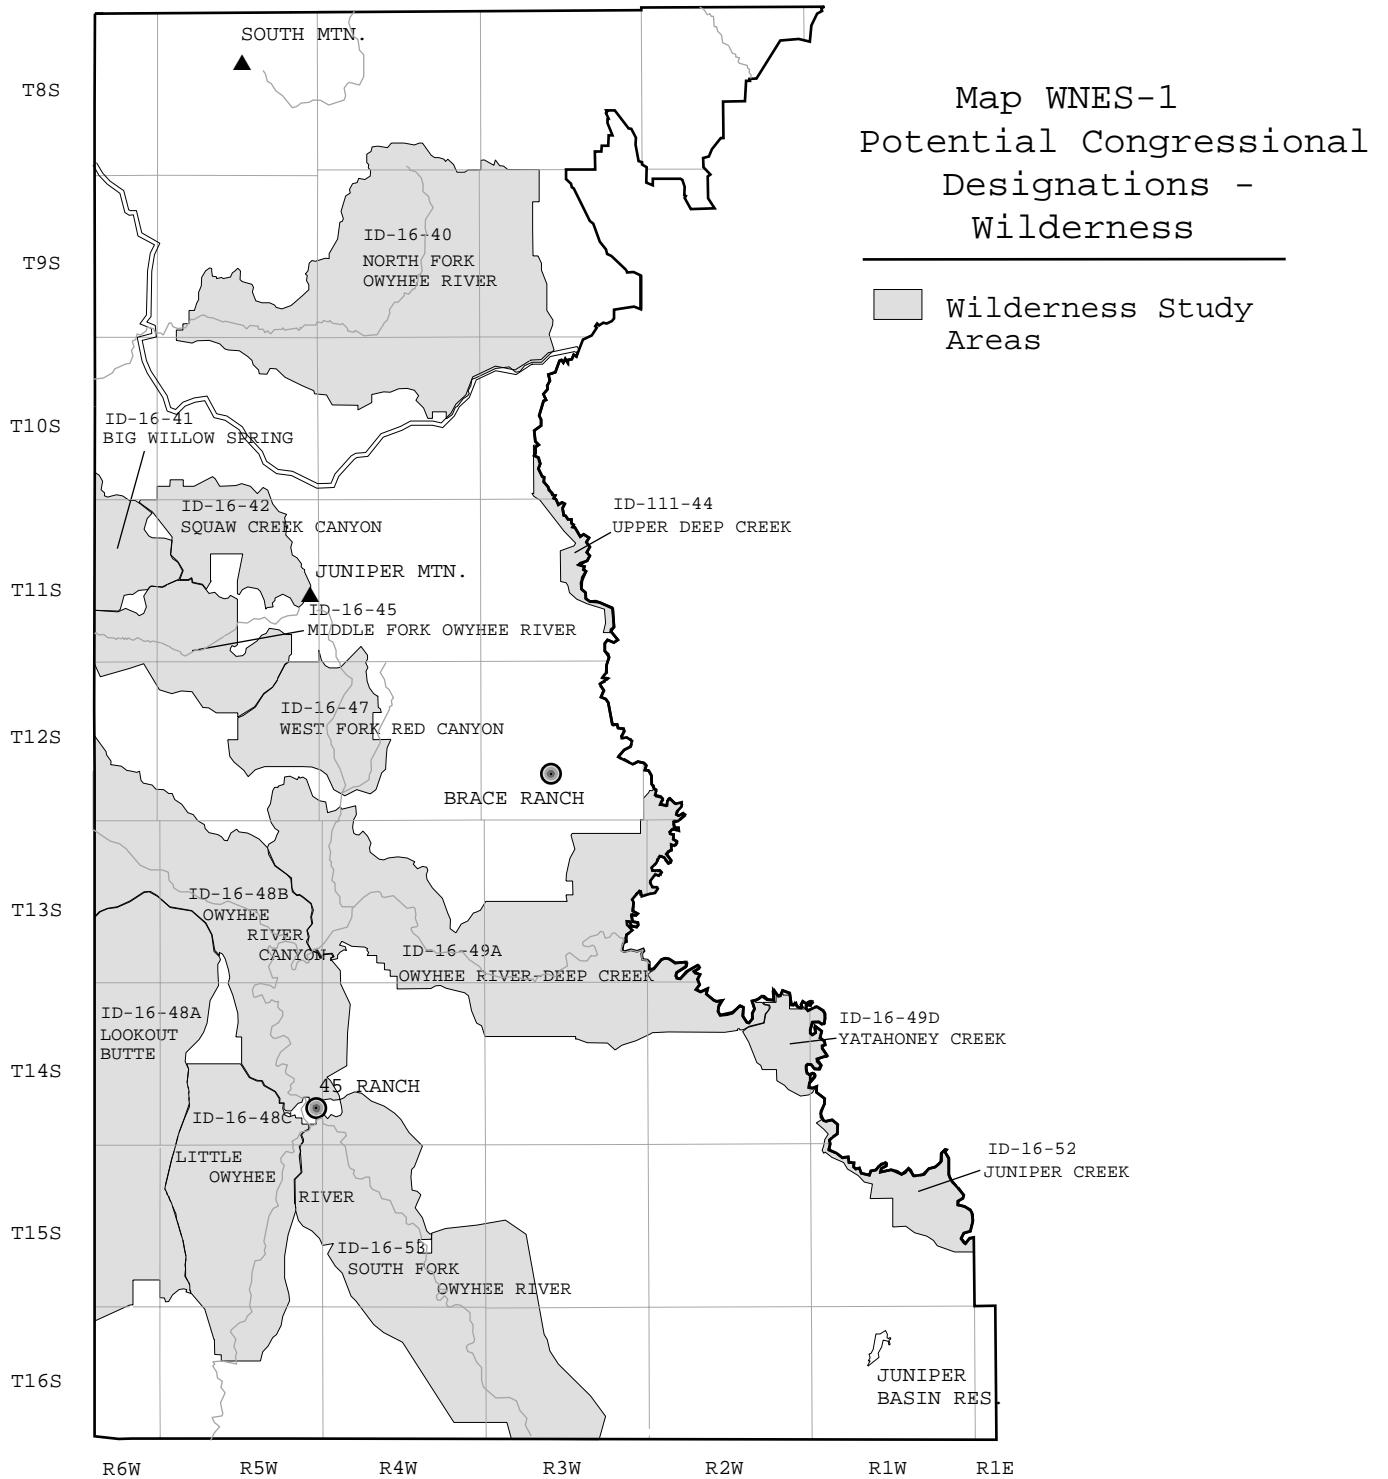 SOUTH MTN.
Map WNES-1
Potential Congressional
Designations -
Wilderness
Wilderness Study
Areas
T8S
T9S
T10S
T11S
T12S
T13S
T14S
T15S
T16S
ID-16-40
NORTH FORK
OWYHEE RIVER
ID-16-41
BIG WILLOW SPRING
ID-16-42
SQUAW CREEK CANYON
ID-111-44
UPPER DEEP CREEK
JUNIPER MTN.
ID-16-45
MIDDLE FORK OWYHEE RIVER
ID-16-47
WEST FORK RED CANYON
BRACE RANCH
ID-16-48B
OWYHEE
RIVER
CANYON
ID-16-49A
OWYHEE RIVER-DEEP CREEK
ID-16-48A
LOOKOUT
BUTTE
ID-16-49D
YATAHONEY CREEK
45 RANCH
ID-16-48C
LITTLE
OWYHEE
RIVER
ID-16-52
JUNIPER CREEK
ID-16-53
SOUTH FORK
OWYHEE RIVER
JUNIPER
BASIN RES.
R6W
R5W
R4W
R3W
R2W
R1W
R1E